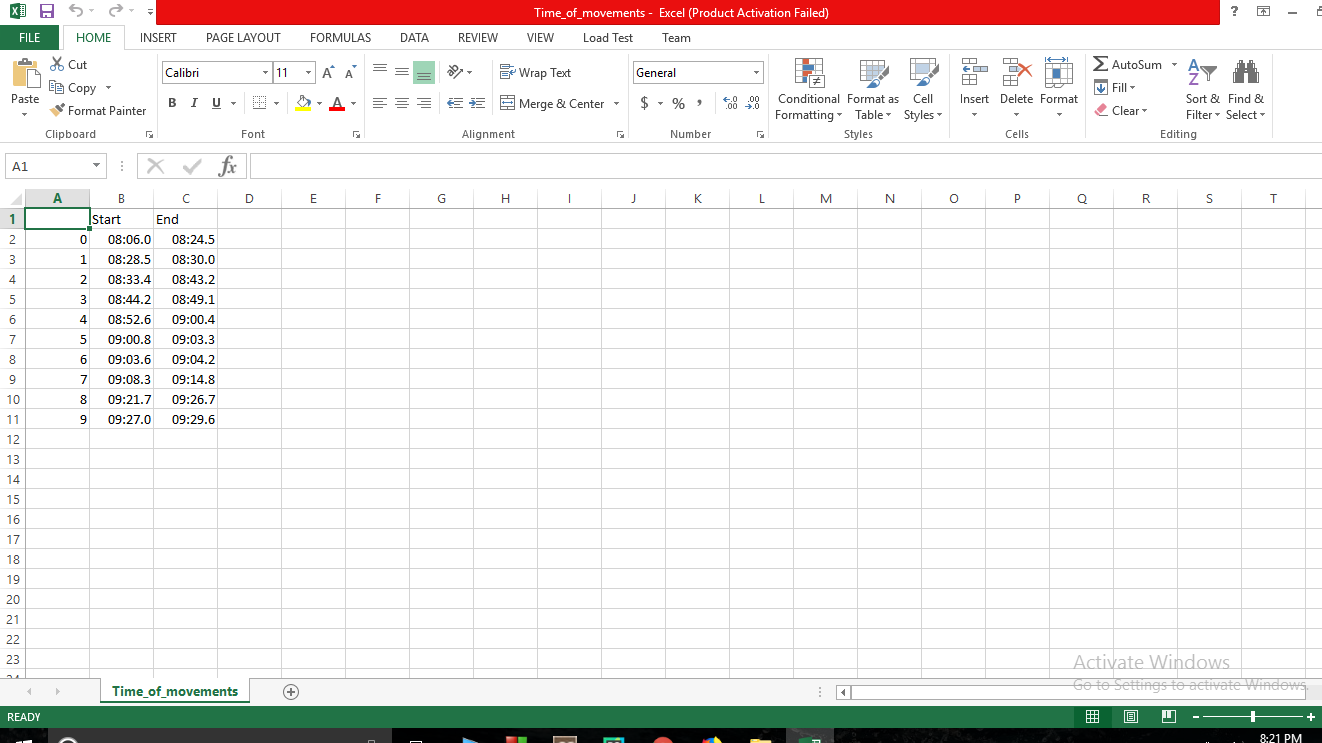 Time_of_movements - Excel (Product Activation Failed)
FILE HOME INSERT PAGE LAYOUT FORMULAS DATA REVIEW VIEW Load Test Team
Paste
Cut
Copy
Format Painter
Clipboard
Calibri 11
B I U
Font
Wrap Text
Merge & Center
Alignment
General
$ % ,
Number
Conditional Formatting
Format as Table
Cell Styles
Styles
Insert Delete Format
Cells
AutoSum
Fill
Clear
Sort & Filter
Find & Select
Editing
A1 fx
A B C D E F G H I J K L M N O P Q R S T
1 Start End
2 0 08:06.0 08:24.5
3 1 08:28.5 08:30.0
4 2 08:33.4 08:43.2
5 3 08:44.2 08:49.1
6 4 08:52.6 09:00.4
7 5 09:00.8 09:03.3
8 6 09:03.6 09:04.2
9 7 09:08.3 09:14.8
10 8 09:21.7 09:26.7
11 9 09:27.0 09:29.6
12
13
14
15
16
17
18
19
20
21
22
23
Activate Windows
Go to Settings to activate Windows.
Time_of_movements
READY
8:21 PM